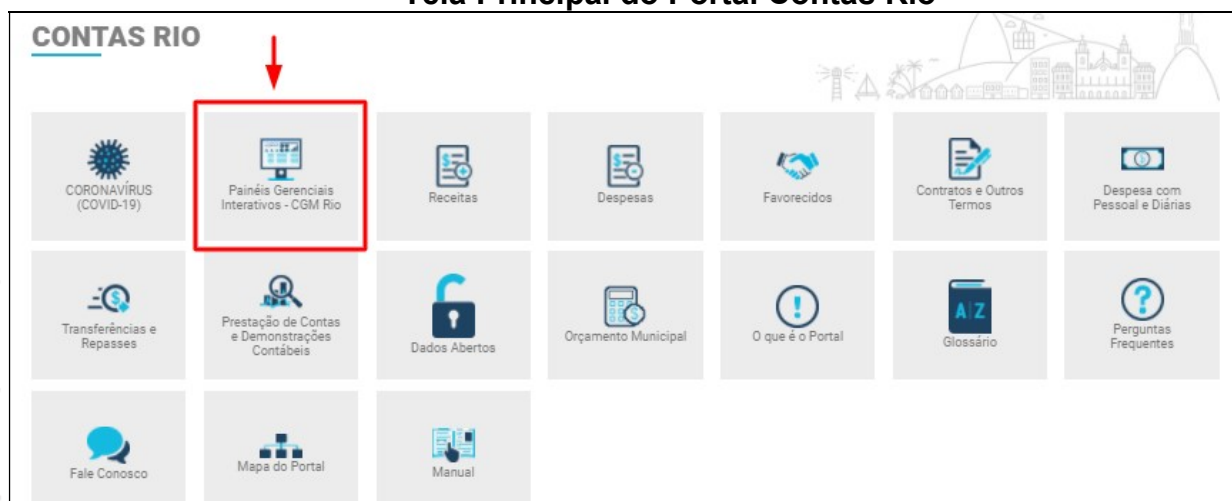 Tela Principal do Portal Contas Rio
CONTAS RIO
CORONAVÍRUS
(COVID-19)
Painéis Gerenciais
Interativos - CGM Rio
Receitas
Despesas
Favorecidos
Contratos e Outros
Termos
Despesa com
Pessoal e Diárias
Transferências e
Repasses
Prestação de Contas
e Demonstrações
Contábeis
Dados Abertos
Orçamento Municipal
O que é o Portal
A|Z
Glossário
Perguntas
Frequentes
Fale Conosco
Mapa do Portal
Manual